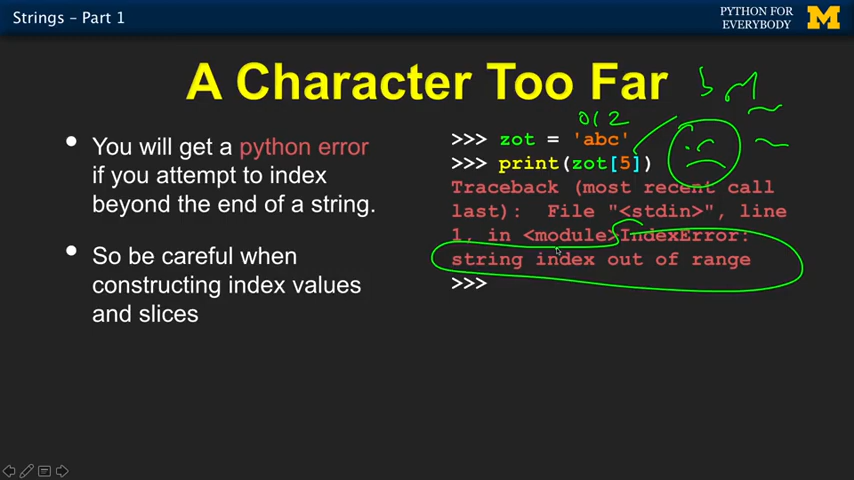 Strings – Part 1
PYTHON FOR
EVERYBODY
M
A Character Too Far
• You will get a python error
if you attempt to index
beyond the end of a string.
• So be careful when
constructing index values
and slices
012
>>> zot = 'abc'
>>> print(zot[5])
Traceback (most recent call
last):  File "<stdin>", line
1, in <module>IndexError:
string index out of range
>>>